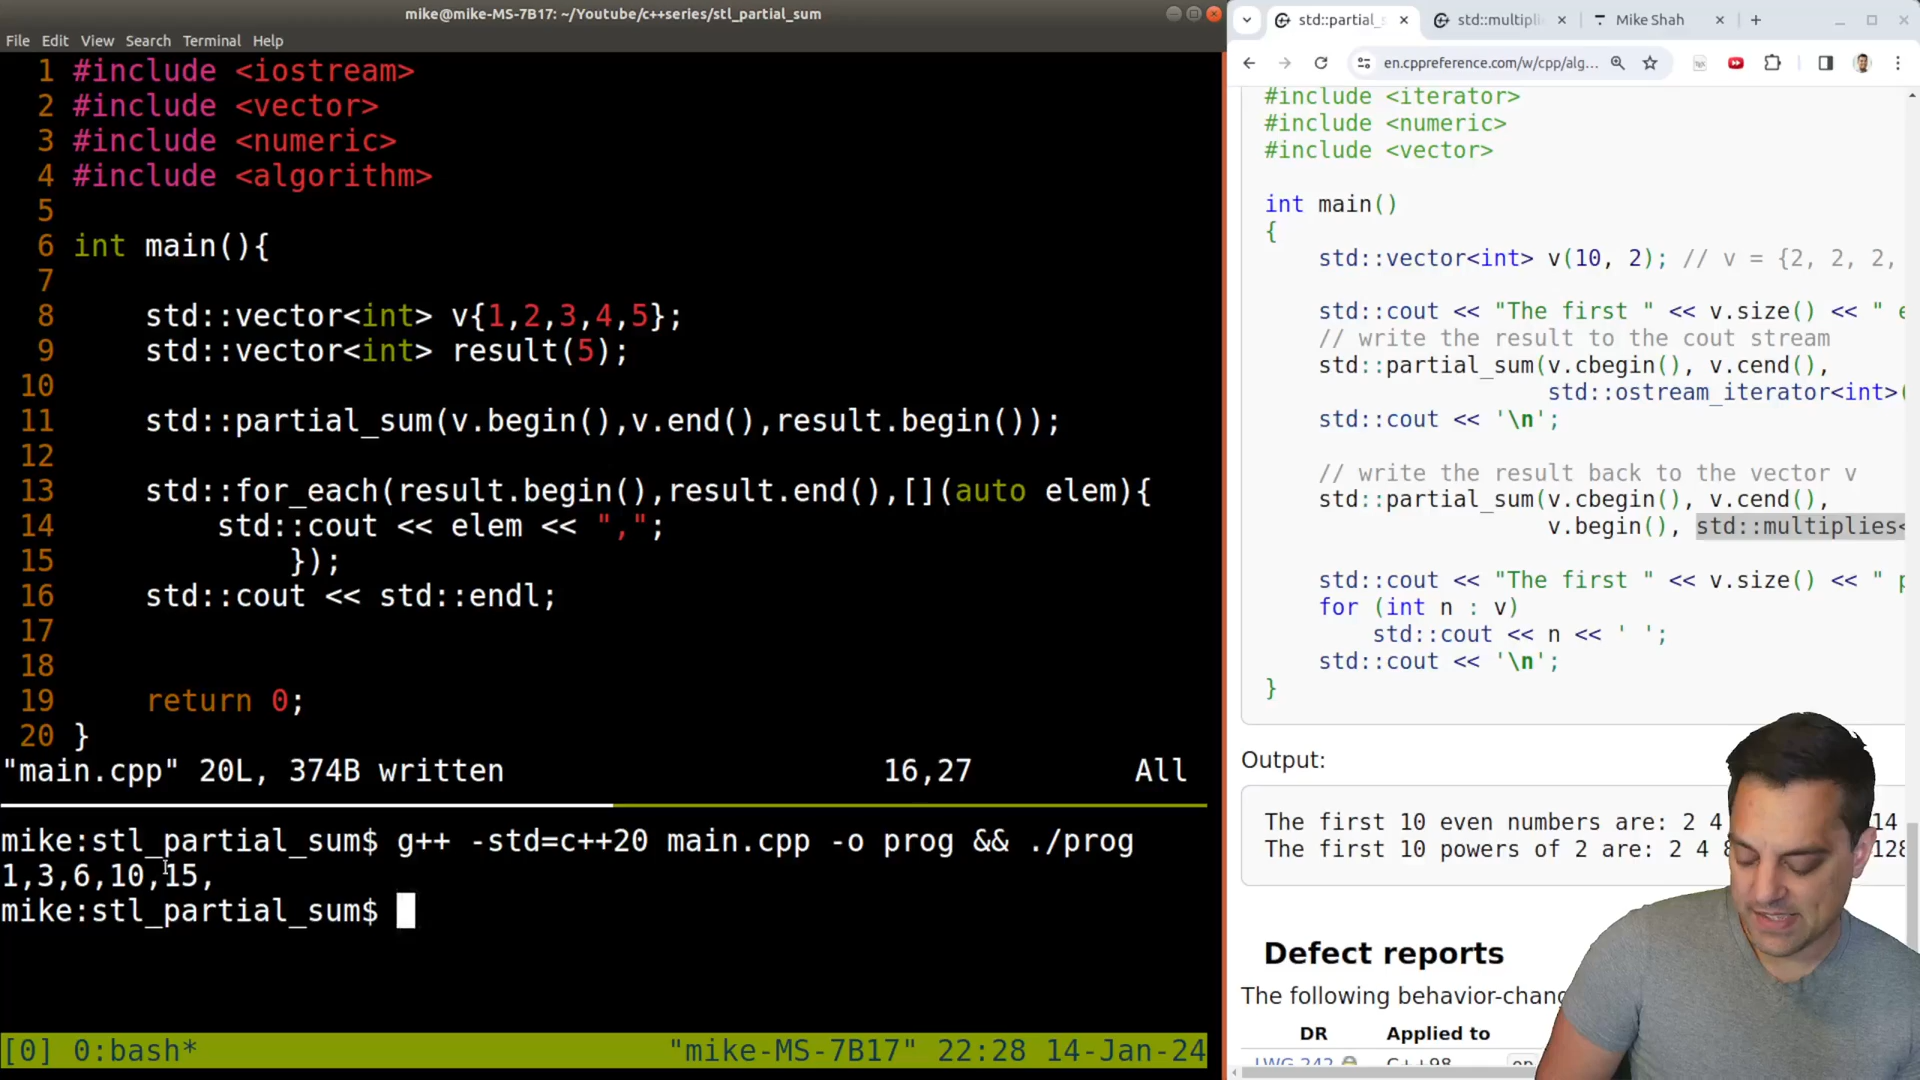 mike@mike-MS-7B17: ~/Youtube/c++series/stl_partial_sum
File Edit View Search Terminal Help
1 #include <iostream>
2 #include <vector>
3 #include <numeric>
4 #include <algorithm>
5
6 int main(){
7
8 std::vector<int> v{1,2,3,4,5};
9 std::vector<int> result(5);
10
11 std::partial_sum(v.begin(),v.end(),result.begin());
12
13 std::for_each(result.begin(),result.end(),[](auto elem){
14 std::cout << elem << ",";
15 });
16 std::cout << std::endl;
17
18
19 return 0;
20 }
"main.cpp" 20L, 374B written 16,27 All
mike:stl_partial_sum$ g++ -std=c++20 main.cpp -o prog && ./prog
1,3,6,10,15,
mike:stl_partial_sum$
[0] 0:bash* "mike-MS-7B17" 22:28 14-Jan-24
std::partial_s
std::multipli
Mike Shah
en.cppreference.com/w/cpp/alg...
#include <iterator>
#include <numeric>
#include <vector>
int main()
{
std::vector<int> v(10, 2); // v = {2, 2, 2,
std::cout << "The first " << v.size() << " e
// write the result to the cout stream
std::partial_sum(v.cbegin(), v.cend(),
std::ostream_iterator<int>(
std::cout << '\n';
// write the result back to the vector v
std::partial_sum(v.cbegin(), v.cend(),
v.begin(), std::multiplies<
std::cout << "The first " << v.size() << " p
for (int n : v)
std::cout << n << ' ';
std::cout << '\n';
}
Output:
The first 10 even numbers are: 2 4 14
The first 10 powers of 2 are: 2 4 8 128
Defect reports
The following behavior-chan
DR Applied to
LWG 242 C++98